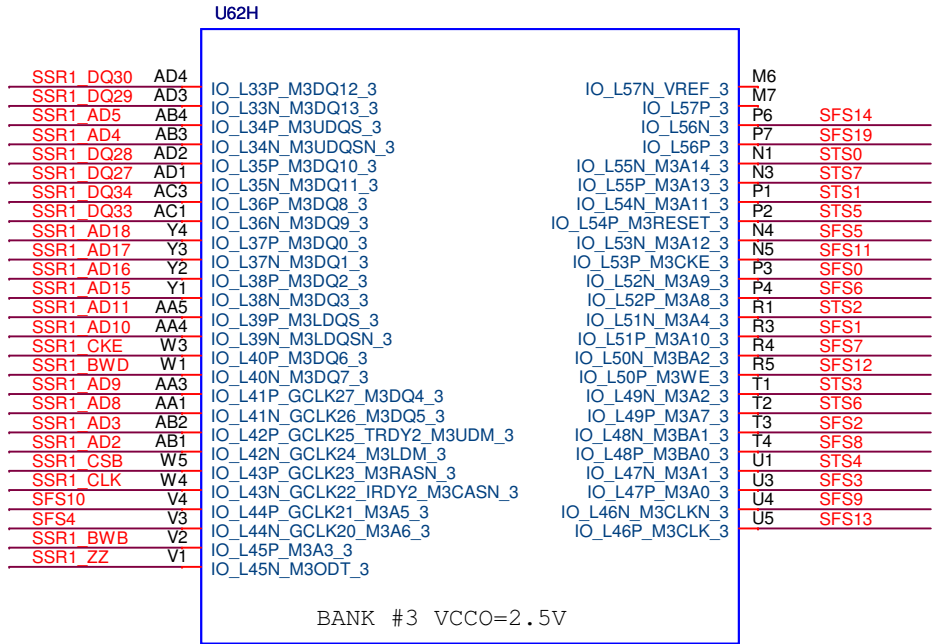 U62H
SSR1_DQ30 AD4 IO_L33P_M3DQ12_3 IO_L57N_VREF_3 M6
SSR1_DQ29 AD3 IO_L33N_M3DQ13_3 IO_L57P_3 M7
SSR1_AD5 AB4 IO_L34P_M3UDQS_3 IO_L56N_3 P6 SFS14
SSR1_AD4 AB3 IO_L34N_M3UDQSN_3 IO_L56P_3 P7 SFS19
SSR1_DQ28 AD2 IO_L35P_M3DQ10_3 IO_L55N_M3A14_3 N1 STS0
SSR1_DQ27 AD1 IO_L35N_M3DQ11_3 IO_L55P_M3A13_3 N3 STS7
SSR1_DQ34 AC3 IO_L36P_M3DQ8_3 IO_L54N_M3A11_3 P1 STS1
SSR1_DQ33 AC1 IO_L36N_M3DQ9_3 IO_L54P_M3RESET_3 P2 STS5
SSR1_AD18 Y4 IO_L37P_M3DQ0_3 IO_L53N_M3A12_3 N4 SFS5
SSR1_AD17 Y3 IO_L37N_M3DQ1_3 IO_L53P_M3CKE_3 N5 SFS11
SSR1_AD16 Y2 IO_L38P_M3DQ2_3 IO_L52N_M3A9_3 P3 SFS0
SSR1_AD15 Y1 IO_L38N_M3DQ3_3 IO_L52P_M3A8_3 P4 SFS6
SSR1_AD11 AA5 IO_L39P_M3LDQS_3 IO_L51N_M3A4_3 R1 STS2
SSR1_AD10 AA4 IO_L39N_M3LDQSN_3 IO_L51P_M3A10_3 R3 SFS1
SSR1_CKE W3 IO_L40P_M3DQ6_3 IO_L50N_M3BA2_3 R4 SFS7
SSR1_BWD W1 IO_L40N_M3DQ7_3 IO_L50P_M3WE_3 R5 SFS12
SSR1_AD9 AA3 IO_L41P_GCLK27_M3DQ4_3 IO_L49N_M3A2_3 T1 STS3
SSR1_AD8 AA1 IO_L41N_GCLK26_M3DQ5_3 IO_L49P_M3A7_3 T2 STS6
SSR1_AD3 AB2 IO_L42P_GCLK25_TRDY2_M3UDM_3 IO_L48N_M3BA1_3 T3 SFS2
SSR1_AD2 AB1 IO_L42N_GCLK24_M3LDM_3 IO_L48P_M3BA0_3 T4 SFS8
SSR1_CSB W5 IO_L43P_GCLK23_M3RASN_3 IO_L47N_M3A1_3 U1 STS4
SSR1_CLK W4 IO_L43N_GCLK22_IRDY2_M3CASN_3 IO_L47P_M3A0_3 U3 SFS3
SFS10 V4 IO_L44P_GCLK21_M3A5_3 IO_L46N_M3CLKN_3 U4 SFS9
SFS4 V3 IO_L44N_GCLK20_M3A6_3 IO_L46P_M3CLK_3 U5 SFS13
SSR1_BWB V2 IO_L45P_M3A3_3
SSR1_ZZ V1 IO_L45N_M3ODT_3
BANK #3 VCCO=2.5V